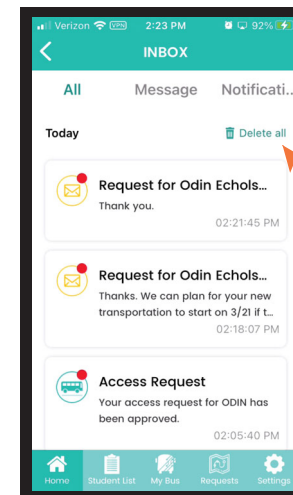 Verizon VPN 2:23 PM 92%
INBOX
All Message Notificati..
Today Delete all
Request for Odin Echols...
Thank you.
02:21:45 PM
Request for Odin Echols...
Thanks. We can plan for your new
transportation to start on 3/21 if t...
02:18:07 PM
Access Request
Your access request for ODIN has
been approved.
02:05:40 PM
Home Student List My Bus Requests Settings